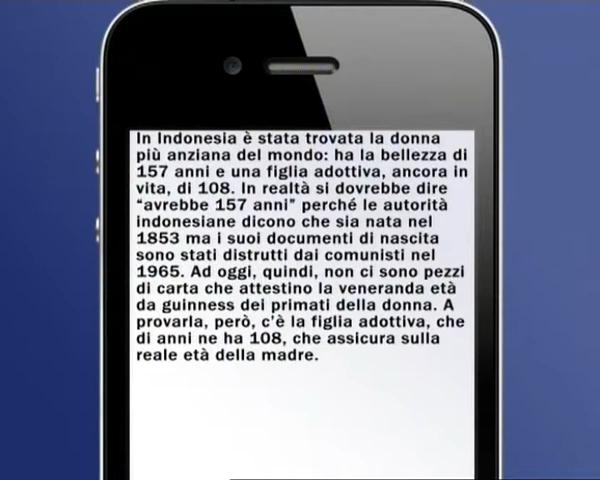 In Indonesia è stata trovata la donna
più anziana del mondo: ha la bellezza di
157 anni e una figlia adottiva, ancora in
vita, di 108. In realtà si dovrebbe dire
“avrebbe 157 anni” perché le autorità
indonesiane dicono che sia nata nel
1853 ma i suoi documenti di nascita
sono stati distrutti dai comunisti nel
1965. Ad oggi, quindi, non ci sono pezzi
di carta che attestino la veneranda età
da guinness dei primati della donna. A
provarla, però, c’è la figlia adottiva, che
di anni ne ha 108, che assicura sulla
reale età della madre.